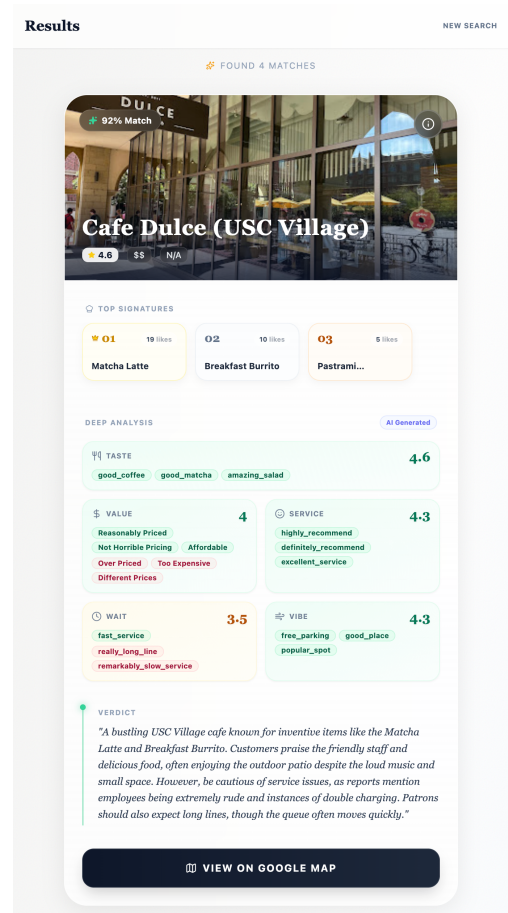 Results
NEW SEARCH
FOUND 4 MATCHES
DULCE
92% Match
Cafe Dulce (USC Village)
4.6 $$ N/A
TOP SIGNATURES
01 19 likes
Matcha Latte
02 10 likes
Breakfast Burrito
03 5 likes
Pastrami...
DEEP ANALYSIS
AI Generated
TASTE 4.6
good_coffee good_matcha amazing_salad
VALUE 4
Reasonably Priced
Not Horrible Pricing Affordable
Over Priced Too Expensive
Different Prices
SERVICE 4.3
highly_recommend
definitely_recommend
excellent_service
WAIT 3.5
fast_service
really_long_line
remarkably_slow_service
VIBE 4.3
free_parking good_place
popular_spot
VERDICT
"A bustling USC Village cafe known for inventive items like the Matcha
Latte and Breakfast Burrito. Customers praise the friendly staff and
delicious food, often enjoying the outdoor patio despite the loud music and
small space. However, be cautious of service issues, as reports mention
employees being extremely rude and instances of double charging. Patrons
should also expect long lines, though the queue often moves quickly."
VIEW ON GOOGLE MAP